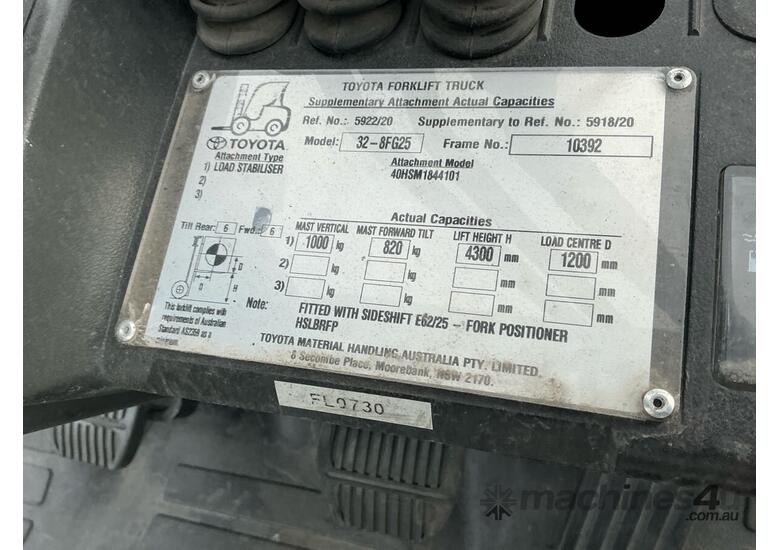 TOYOTA FORKLIFT TRUCK
Supplementary Attachment Actual Capacities
Ref. No.: 5922/20 Supplementary to Ref. No.: 5918/20
Model: 32-8FG25 Frame No.: 10392
TOYOTA
Attachment Type Attachment Model
1) LOAD STABILISER 40HSM1844101
2)
3)
Actual Capacities
Tilt Rear: 6 Fwd.: 6
MAST VERTICAL MAST FORWARD TILT LIFT HEIGHT H LOAD CENTRE D
1) 1000 kg 820 kg 4300 mm 1200 mm
2) kg kg mm mm
3) kg kg mm mm
D
D H
This forklift complies with
requirements of Australian
Standard AS2359 as a
minimum.
Note: FITTED WITH SIDESHIFT E62/25 - FORK POSITIONER
HSLBRFP
TOYOTA MATERIAL HANDLING AUSTRALIA PTY. LIMITED.
6 Secombe Place, Moorebank, NSW 2170.
FL0730
machines4u
.com.au